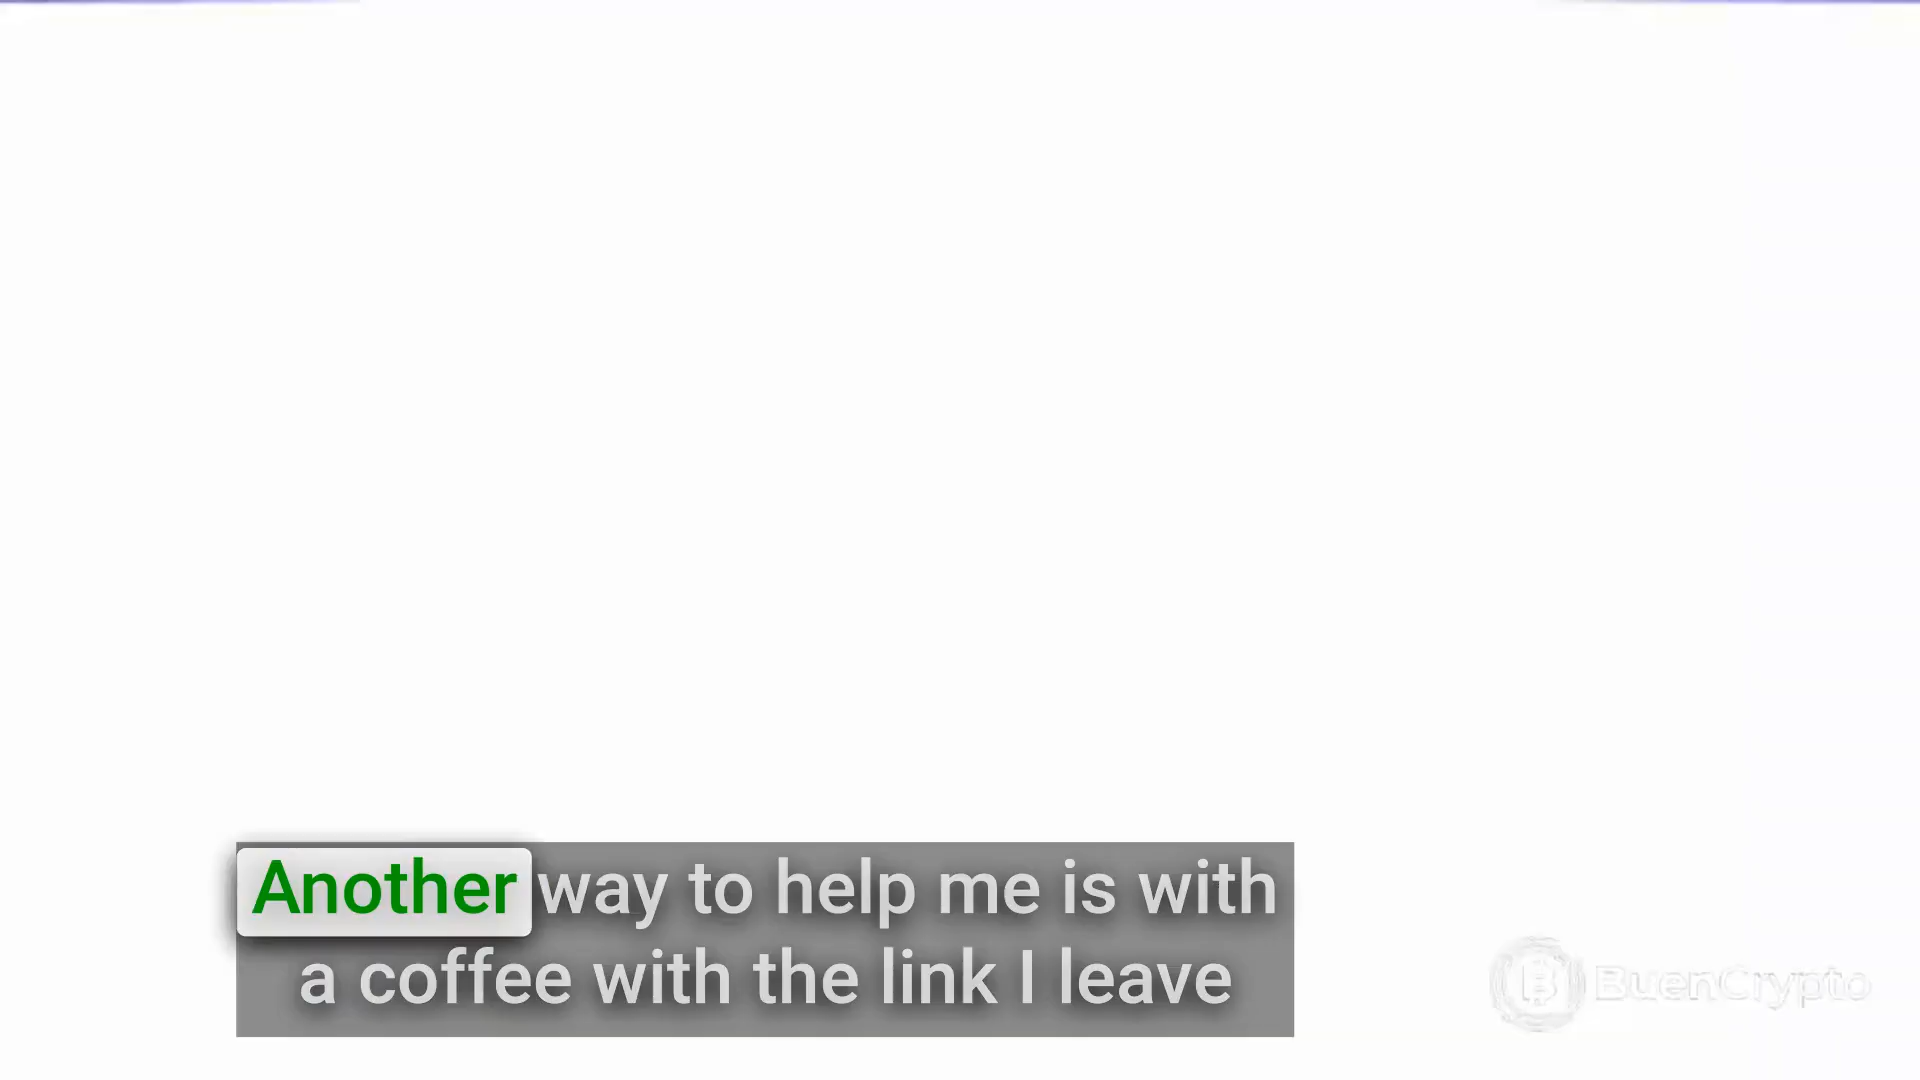 Another way to help me is with
a coffee with the link I leave
BuenCrypto